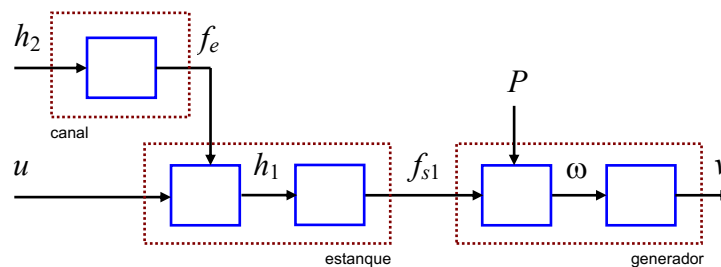 h₂
fₑ
canal
P
u
h₁
fₛ₁
ω
v
estanque
generador